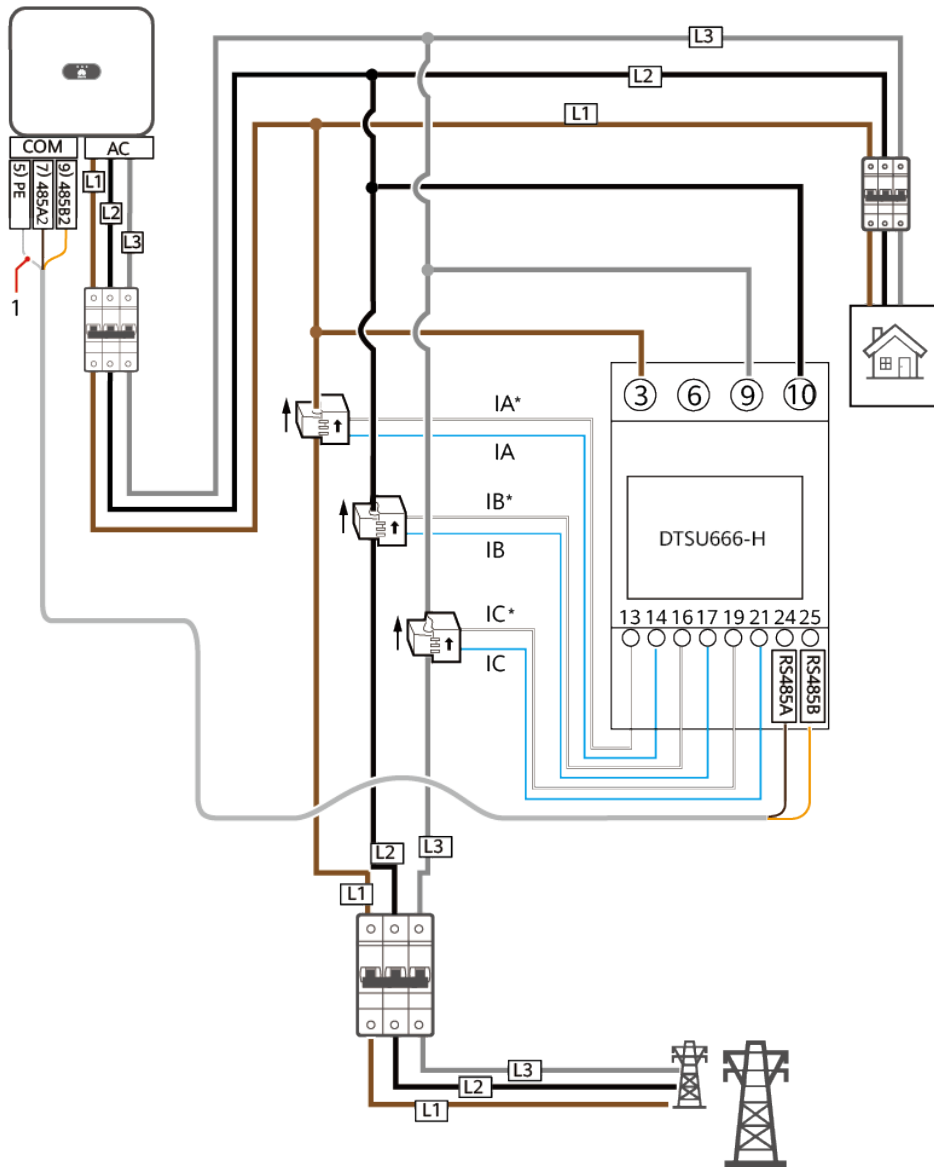 L3
L2
L1
COM
AC
5) PE
7) 485A2
9) 485B2
L1
L2
L3
1
3
6
9
10
IA*
IA
IB*
IB
IC*
IC
DTSU666-H
13 14 16 17 19 21 24 25
RS485A
RS485B
L2
L3
L1
L3
L2
L1